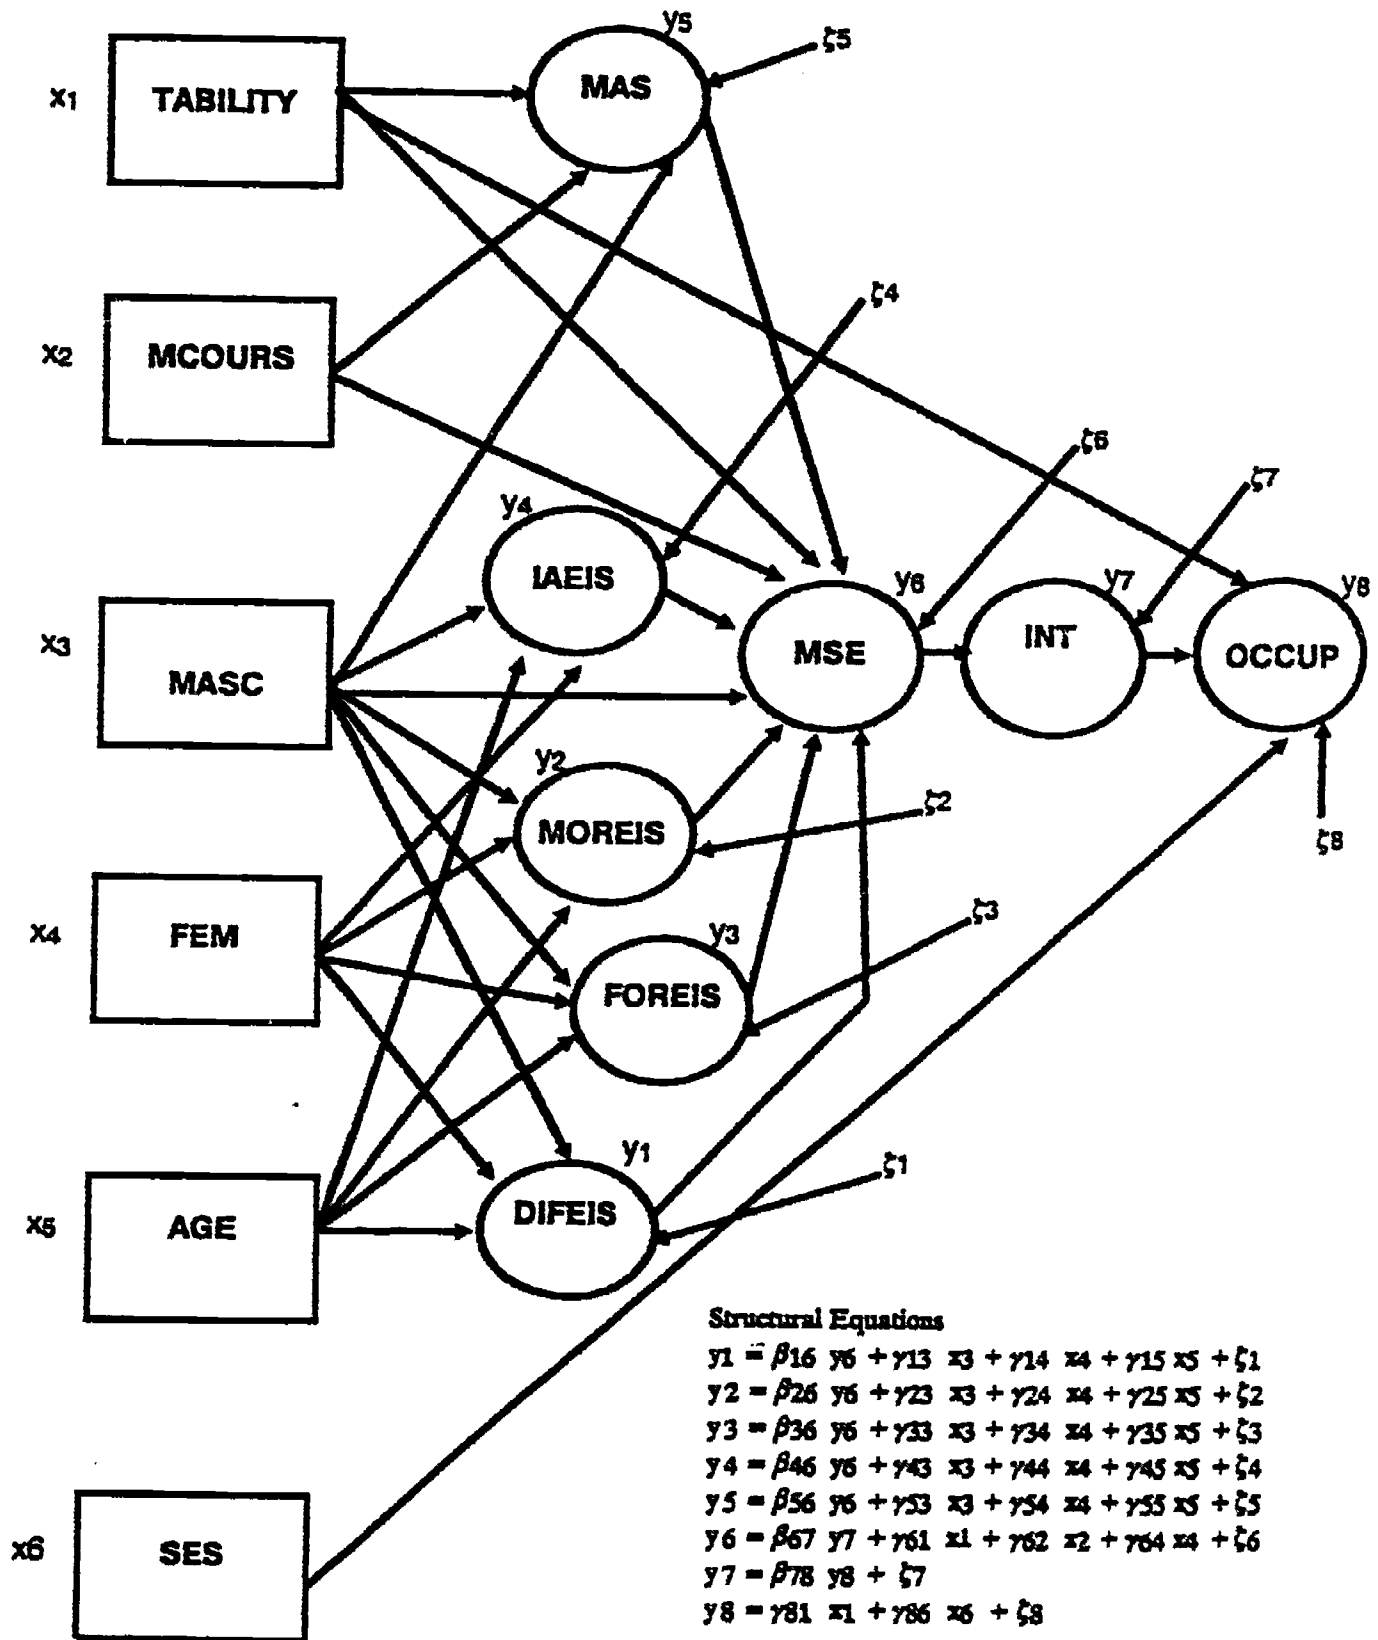 y5
ζ5
x1
TABILITY
MAS
ζ4
x2
MCOURS
ζ6
ζ7
y4
IAEIS
y6
y7
y8
x3
MASC
MSE
INT
OCCUP
y2
MOREIS
ζ2
ζ8
x4
FEM
y3
ζ3
FOREIS
y1
ζ1
x5
AGE
DIFEIS
Structural Equations
y1 = β16 y6 + γ13 x3 + γ14 x4 + γ15 x5 + ζ1
y2 = β26 y6 + γ23 x3 + γ24 x4 + γ25 x5 + ζ2
y3 = β36 y6 + γ33 x3 + γ34 x4 + γ35 x5 + ζ3
y4 = β46 y6 + γ43 x3 + γ44 x4 + γ45 x5 + ζ4
y5 = β56 y6 + γ53 x3 + γ54 x4 + γ55 x5 + ζ5
y6 = β67 y7 + γ61 x1 + γ62 x2 + γ64 x4 + ζ6
y7 = β78 y8 + ζ7
y8 = γ81 x1 + γ86 x6 + ζ8
x6
SES